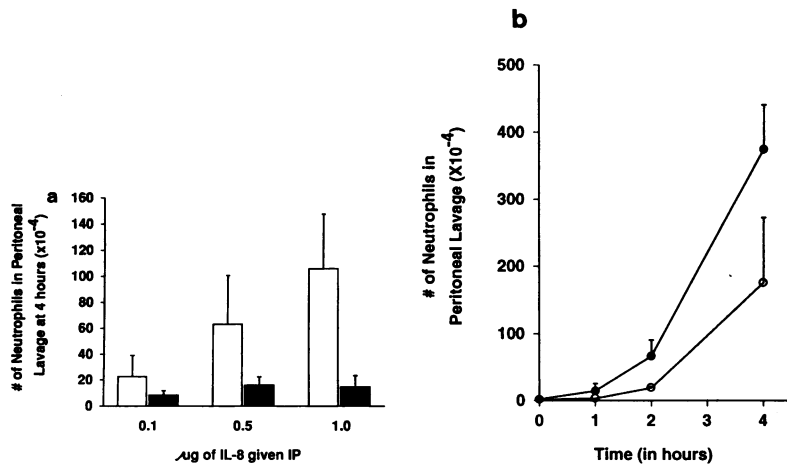 a
# of Neutrophils in Peritoneal
Lavage at 4 hours (x10-4)
160
140
120
100
80
60
40
20
0
0.1 0.5 1.0
µg of IL-8 given IP
b
# of Neutrophils in
Peritoneal Lavage (X10-4)
500
400
300
200
100
0
0 1 2 3 4
Time (in hours)